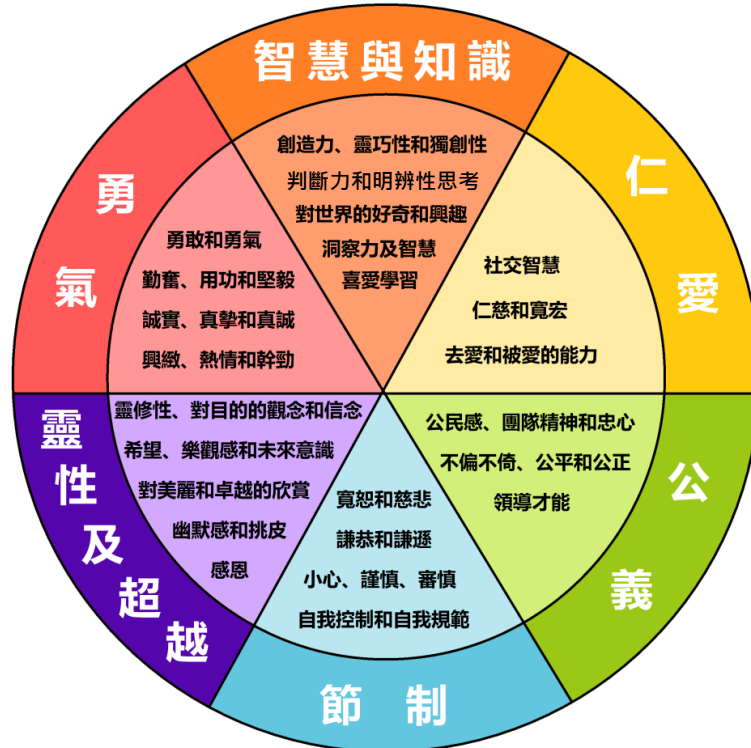 智慧與知識
創造力、靈巧性和獨創性
判斷力和明辨性思考
對世界的好奇和興趣
洞察力及智慧
喜愛學習
仁愛
社交智慧
仁慈和寬宏
去愛和被愛的能力
公義
公民感、團隊精神和忠心
不偏不倚、公平和公正
領導才能
節制
寬恕和慈悲
謙恭和謙遜
小心、謹慎、審慎
自我控制和自我規範
靈性及超越
靈修性、對目的的觀念和信念
希望、樂觀感和未來意識
對美麗和卓越的欣賞
幽默感和挑皮
感恩
勇氣
勇敢和勇氣
勤奮、用功和堅毅
誠實、真摯和真誠
興緻、熱情和幹勁